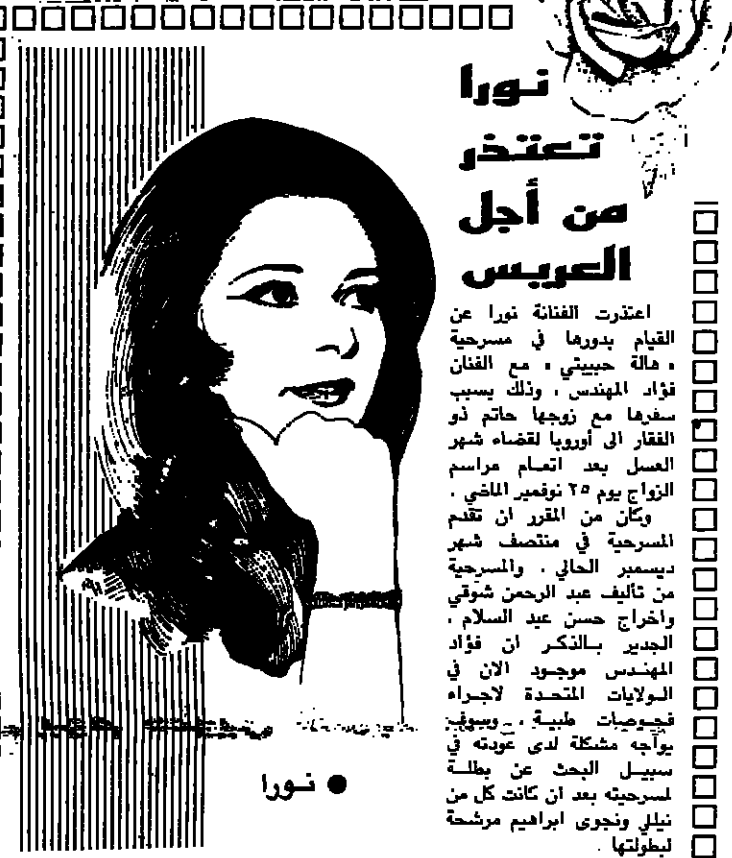 نورا
تعتذر
من أجل
العريس
اعتذرت الفنانة نورا عن
القيام بدورها في مسرحية
« هالة حبيبتي » مع الفنان
فؤاد المهندس ، وذلك بسبب
سفرها مع زوجها حاتم ذو
الفقار الى أوروبا لقضاء شهر
العسل بعد اتمام مراسم
الزواج يوم ٢٥ نوفمبر الماضي .
وكان من المقرر ان تقدم
المسرحية في منتصف شهر
ديسمبر الحالي ، والمسرحية
من تأليف عبد الرحمن شوقي
واخراج حسن عبد السلام .
الجدير بالذكر ان فؤاد
المهندس موجود الان في
الولايات المتحدة لاجراء
فحوصات طبية ، وسوف
يواجه مشكلة لدى عودته في
سبيل البحث عن بطلة
لمسرحيته بعد ان كانت كل من
نيللي ونجوى ابراهيم مرشحة
لبطولتها .
● نورا